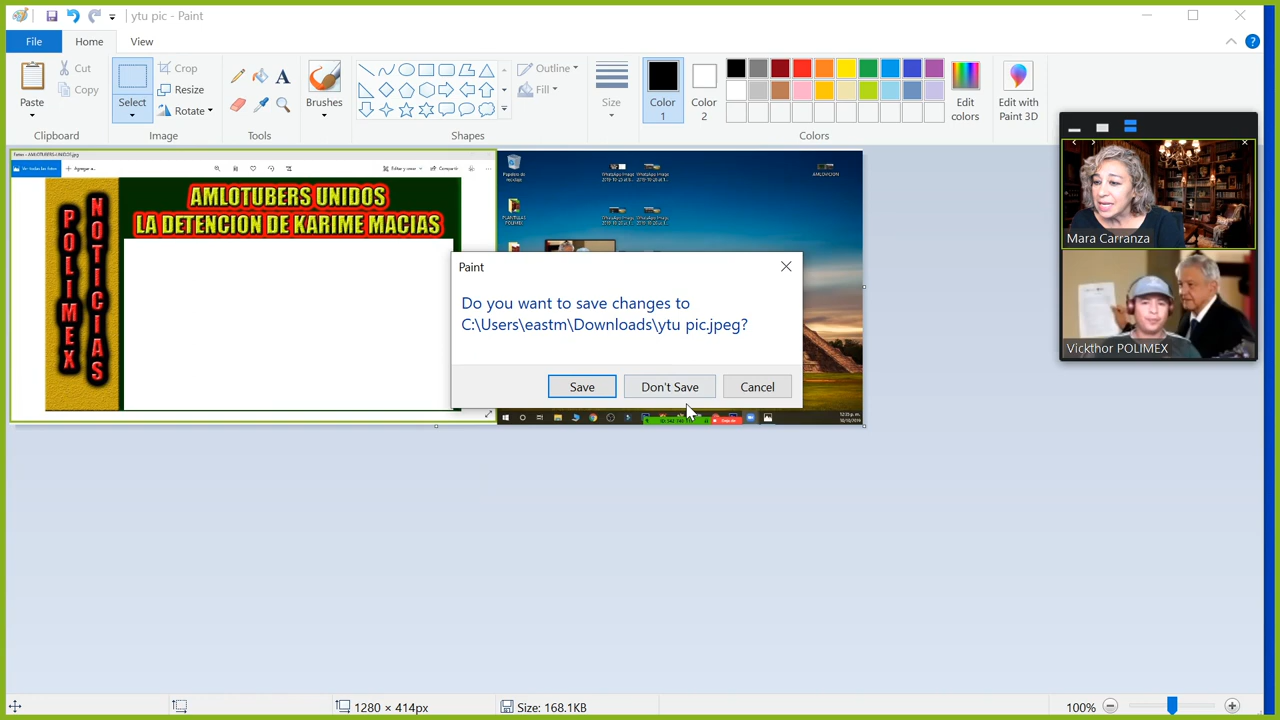 ytu pic - Paint
File
Home
View
Paste
Cut
Copy
Clipboard
Select
Crop
Resize
Rotate
Image
Tools
Brushes
Shapes
Outline
Fill
Size
Color 1
Color 2
Edit colors
Edit with Paint 3D
Colors
AMLOTUBERS UNIDOS
LA DETENCION DE KARIME MACIAS
POLIMEX
NOTICIAS
Paint
Do you want to save changes to
C:\Users\eastm\Downloads\ytu pic.jpeg?
Save
Don't Save
Cancel
Mara Carranza
Vickthor POLIMEX
1280 × 414px
Size: 168.1KB
100%